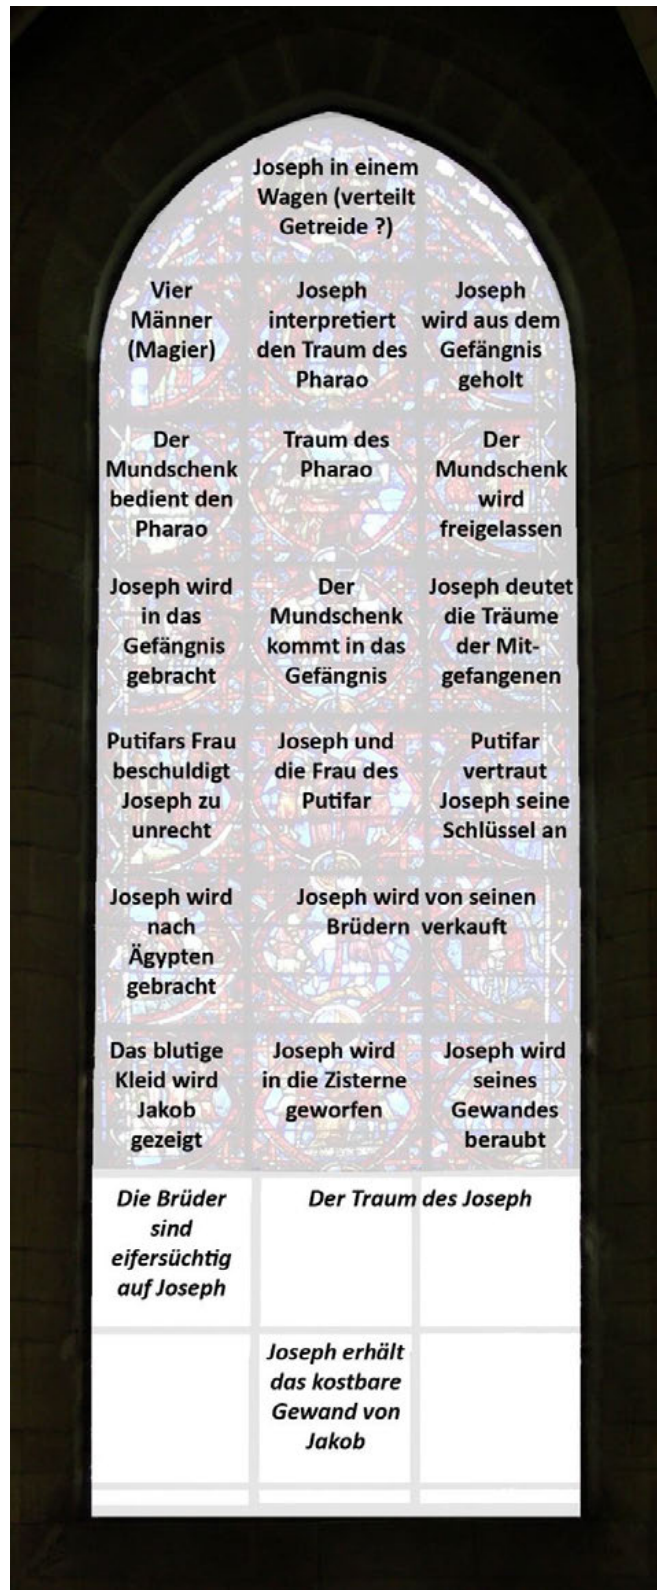 Joseph in einem
Wagen (verteilt
Getreide ?)
Vier
Männer
(Magier)
Joseph
interpretiert
den Traum des
Pharao
Joseph
wird aus dem
Gefängnis
geholt
Der
Mundschenk
bedient den
Pharao
Traum des
Pharao
Der
Mundschenk
wird
freigelassen
Joseph wird
in das
Gefängnis
gebracht
Der
Mundschenk
kommt in das
Gefängnis
Joseph deutet
die Träume
der Mit-
gefangenen
Putifars Frau
beschuldigt
Joseph zu
unrecht
Joseph und
die Frau des
Putifar
Putifar
vertraut
Joseph seine
Schlüssel an
Joseph wird
nach
Ägypten
gebracht
Joseph wird von seinen
Brüdern verkauft
Das blutige
Kleid wird
Jakob
gezeigt
Joseph wird
in die Zisterne
geworfen
Joseph wird
seines
Gewandes
beraubt
Die Brüder
sind
eifersüchtig
auf Joseph
Der Traum des Joseph
Joseph erhält
das kostbare
Gewand von
Jakob